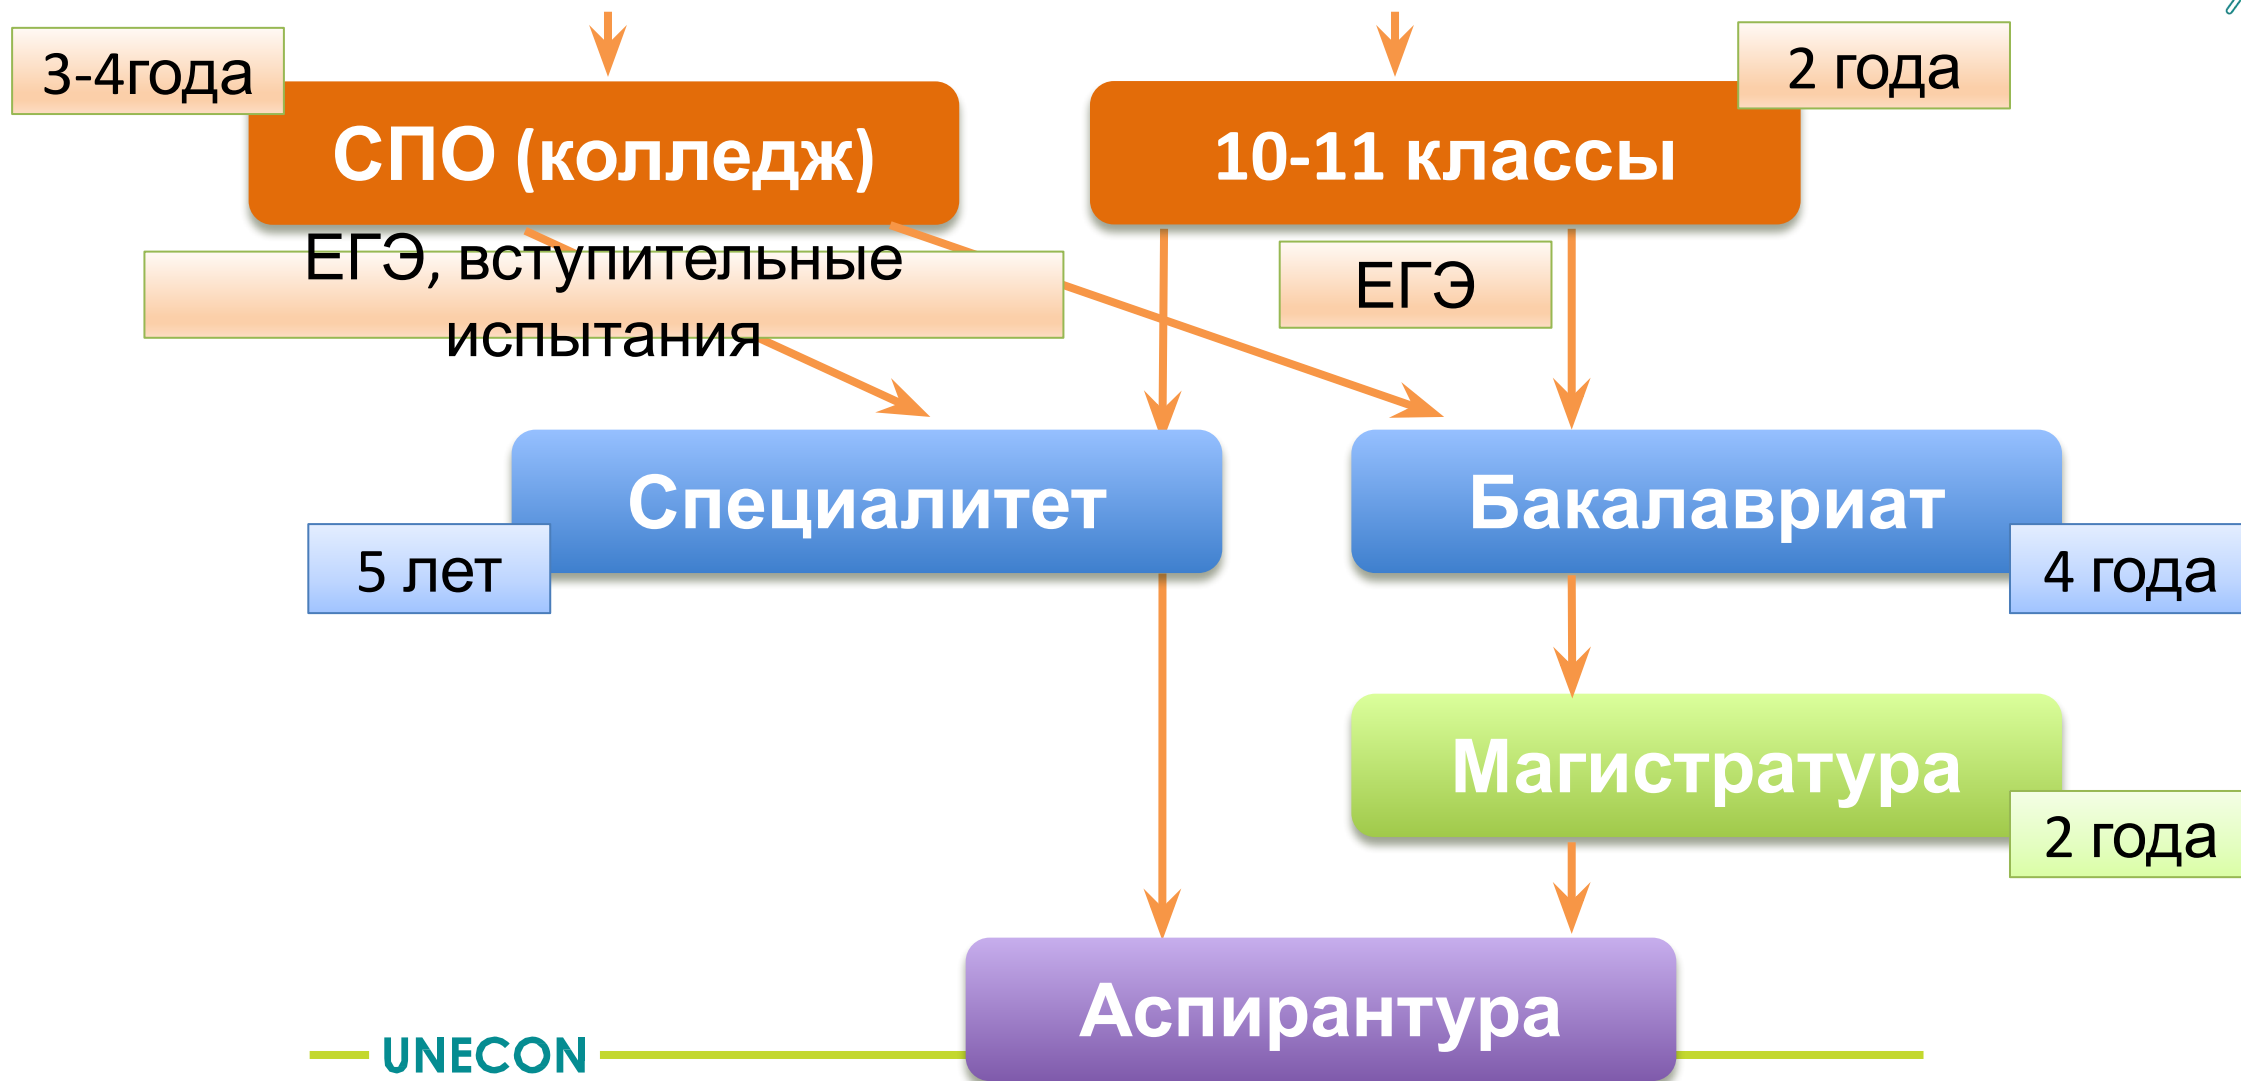 3-4года
2 года
СПО (колледж)
10-11 классы
ЕГЭ, вступительные
испытания
ЕГЭ
Специалитет
Бакалавриат
5 лет
4 года
Магистратура
2 года
Аспирантура
UNECON